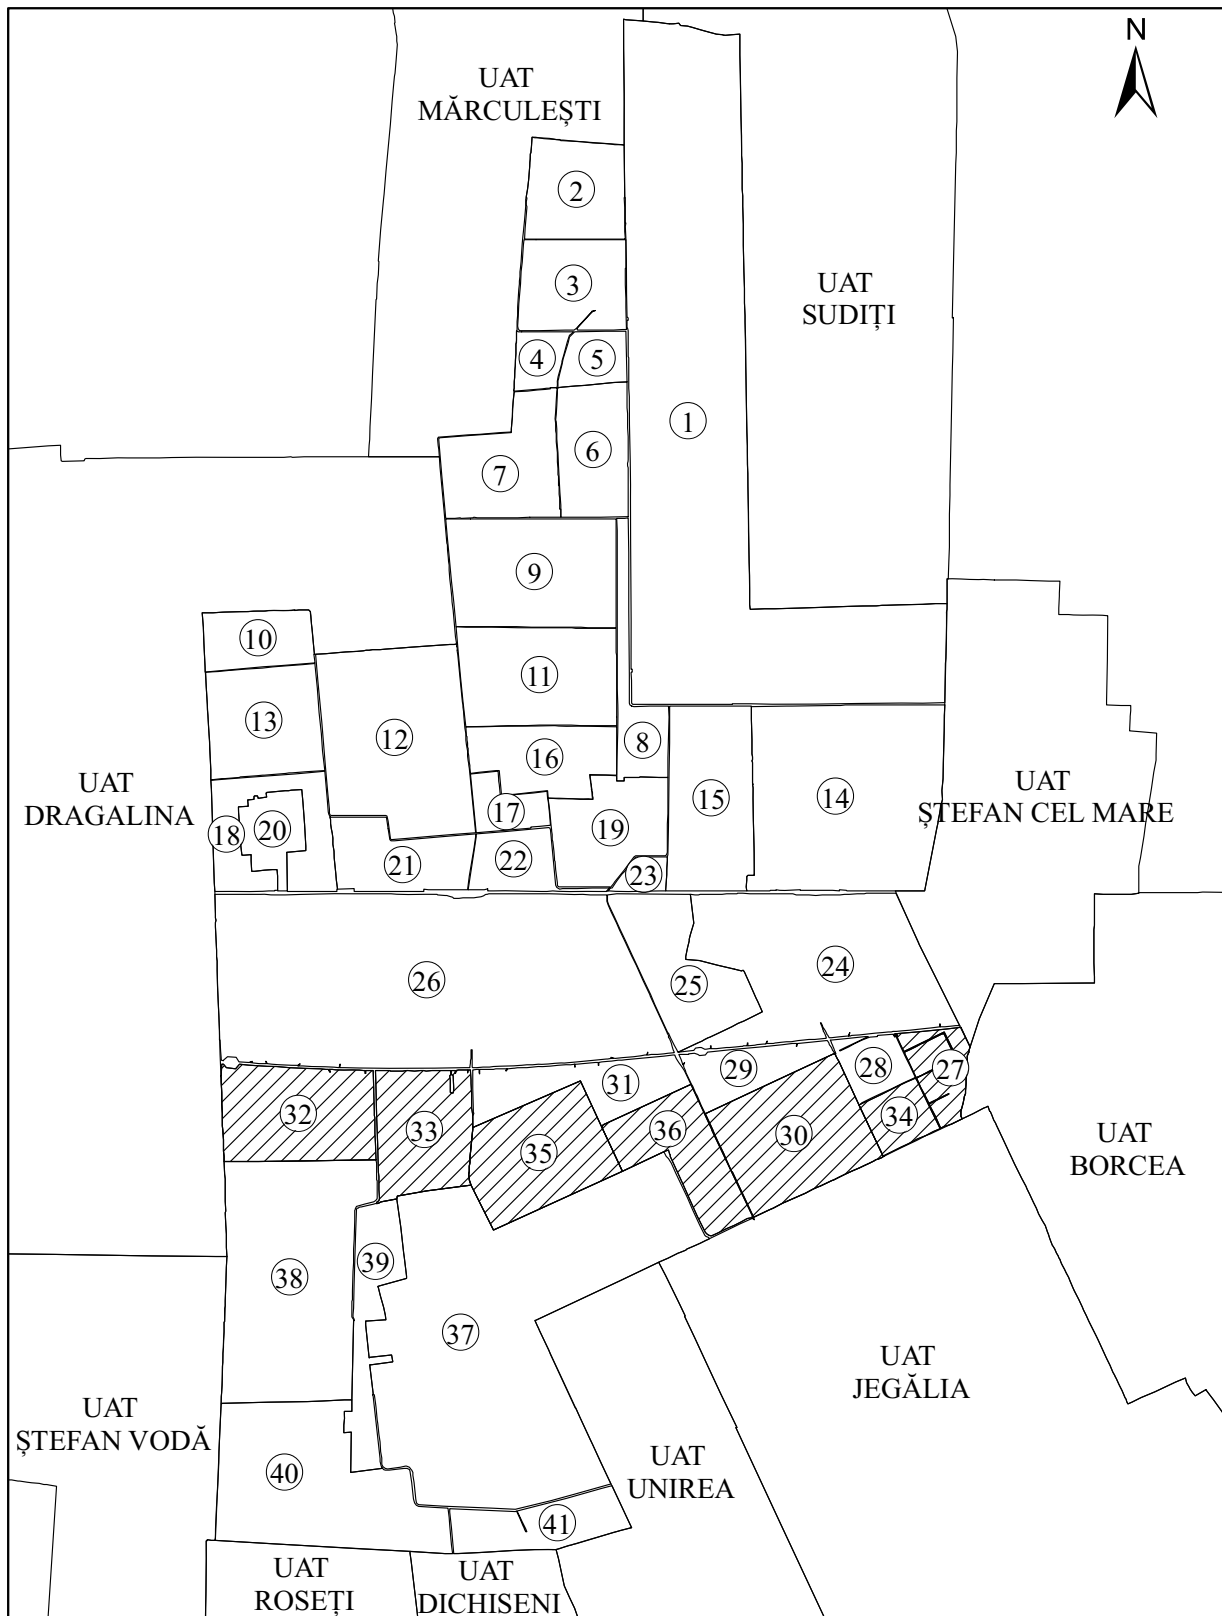 N
UAT
MĂRCULEȘTI
2
3
UAT
SUDIȚI
4
5
1
6
7
9
10
11
13
12
8
16
UAT
DRAGALINA
15
14
UAT
ȘTEFAN CEL MARE
17
18
20
19
21
22
23
26
25
24
31
29
28
27
32
33
35
36
30
34
UAT
BORCEA
39
38
37
UAT
JEGĂLIA
UAT
ȘTEFAN VODĂ
40
UAT
UNIREA
41
UAT
ROSEȚI
UAT
DICHISENI